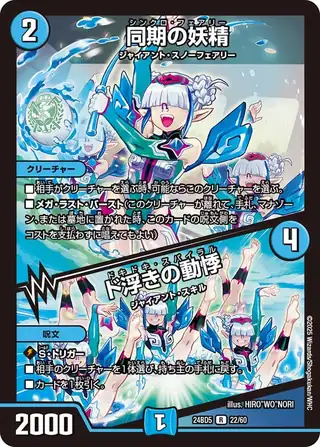 2
シンクロ・フェアリー
同期の妖精
ジャイアント・スノーフェアリー
クリーチャー
■相手がクリーチャーを選ぶ時、可能ならこのクリーチャーを選ぶ。
■メガ・ラスト・バースト(このクリーチャーが離れて、手札、マナゾー
ン、または墓地に置かれた時、このカードの呪文側を
コストを支払わずに唱えてもよい)
4
ドキドキ・スパイラル
ド浮きの動悸
ジャイアント・スキル
呪文
S・トリガー
■クリーチャーを1体選び、持ち主の手札に戻す。
■カードを1枚引く。
©2025 Wizards/Shogakukan/WHC
illus. HIRO"WO"NORI
2000
1
24BD5 R 22/60